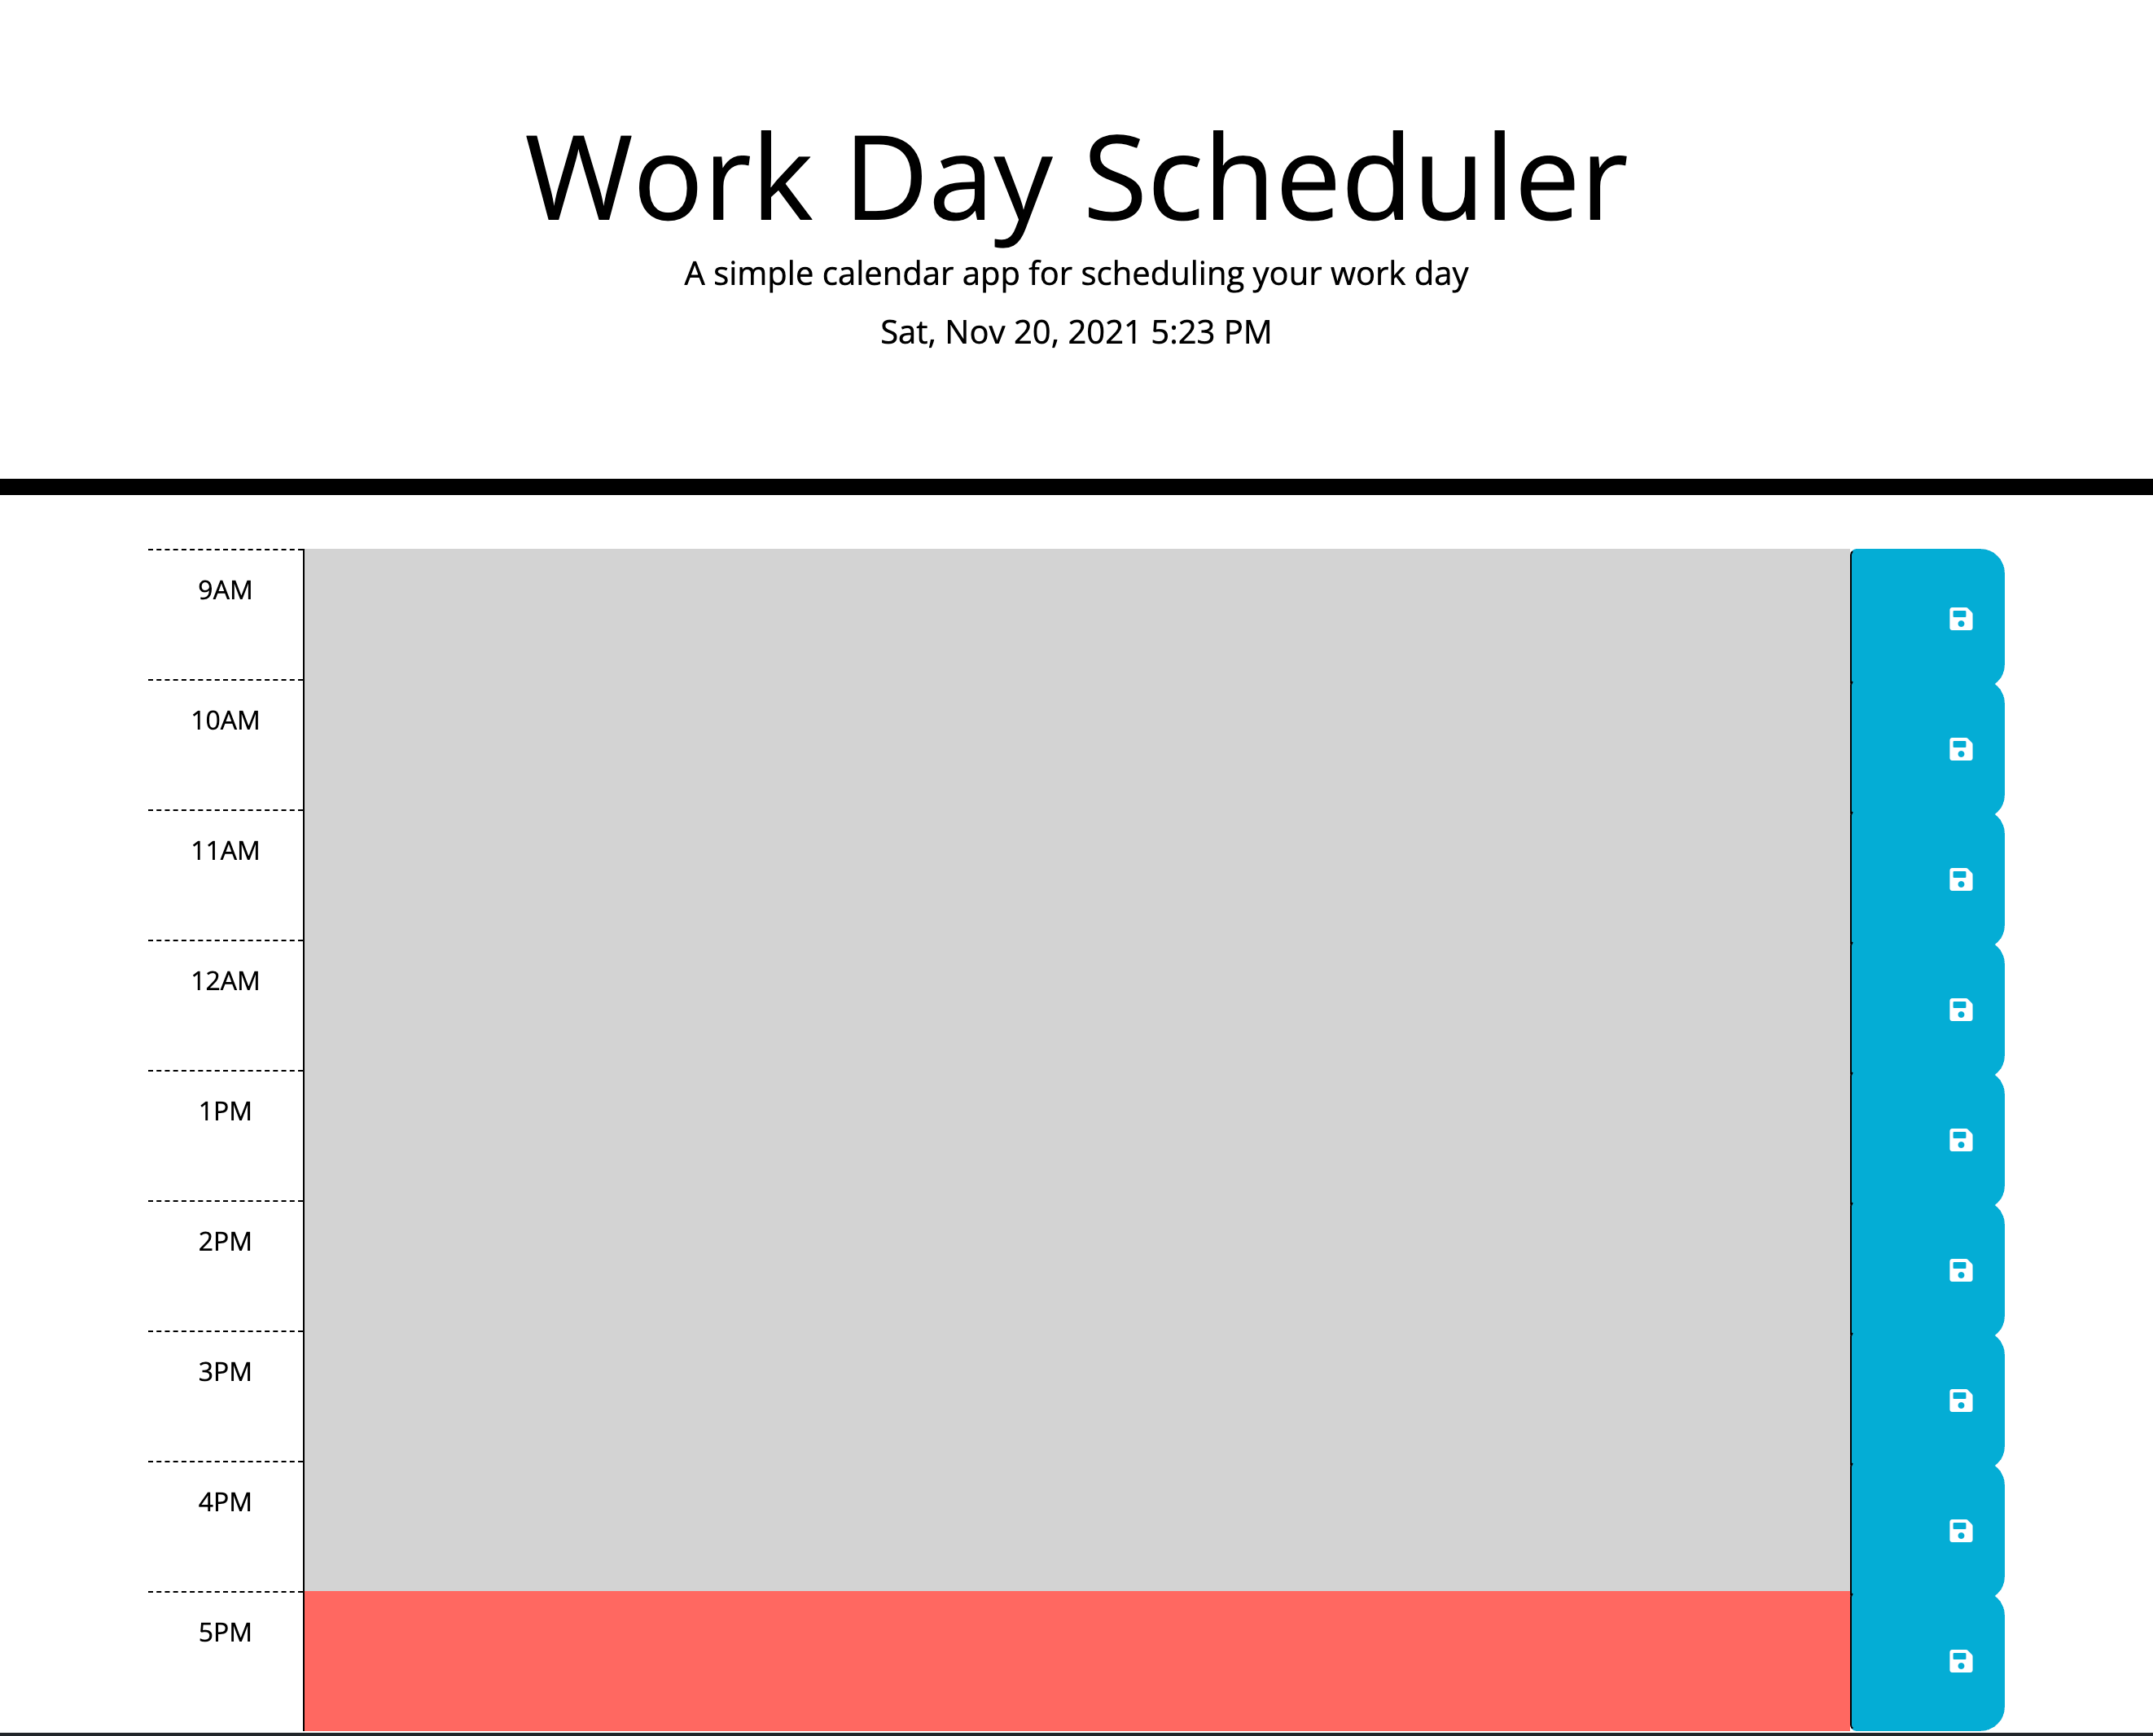 Work Day Scheduler
A simple calendar app for scheduling your work day
Sat, Nov 20, 2021 5:23 PM
9AM
10AM
11AM
12AM
1PM
2PM
3PM
4PM
5PM